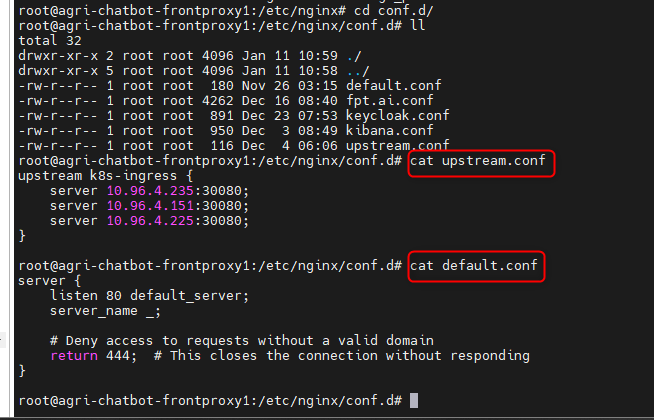 root@agri-chatbot-frontproxy1:/etc/nginx# cd conf.d/
root@agri-chatbot-frontproxy1:/etc/nginx/conf.d# ll
total 32
drwxr-xr-x 2 root root 4096 Jan 11 10:59 ./
drwxr-xr-x 5 root root 4096 Jan 11 10:58 ../
-rw-r--r-- 1 root root  180 Nov 26 03:15 default.conf
-rw-r--r-- 1 root root 4262 Dec 16 08:40 fpt.ai.conf
-rw-r--r-- 1 root root  891 Dec 23 07:53 keycloak.conf
-rw-r--r-- 1 root root  950 Dec  3 08:49 kibana.conf
-rw-r--r-- 1 root root  116 Dec  4 06:06 upstream.conf
root@agri-chatbot-frontproxy1:/etc/nginx/conf.d# cat upstream.conf
upstream k8s-ingress {
    server 10.96.4.235:30080;
    server 10.96.4.151:30080;
    server 10.96.4.225:30080;
}
root@agri-chatbot-frontproxy1:/etc/nginx/conf.d# cat default.conf
server {
    listen 80 default_server;
    server_name _;
    # Deny access to requests without a valid domain
    return 444;  # This closes the connection without responding
}
root@agri-chatbot-frontproxy1:/etc/nginx/conf.d#